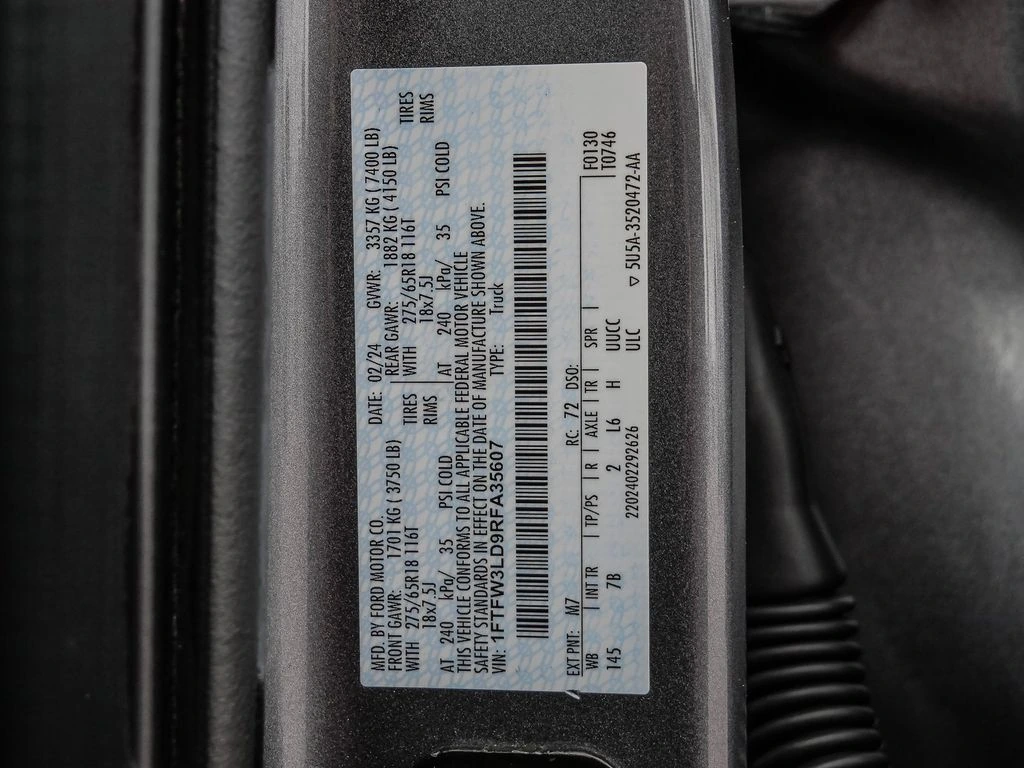 MFD. BY FORD MOTOR CO. DATE: 02/24 GVWR: 3357 KG ( 7400 LB)
FRONT GAWR: 1701 KG ( 3750 LB) REAR GAWR: 1882 KG ( 4150 LB)
WITH 275/65R18 116T TIRES WITH 275/65R18 116T TIRES
18x7.5J RIMS 18x7.5J RIMS
AT 240 kPa/ 35 PSI COLD AT 240 kPa/ 35 PSI COLD
THIS VEHICLE CONFORMS TO ALL APPLICABLE FEDERAL MOTOR VEHICLE
SAFETY STANDARDS IN EFFECT ON THE DATE OF MANUFACTURE SHOWN ABOVE.
VIN: 1FTFW3LD9RFA35607 TYPE: Truck
EXT PNT: M7 RC: 72 DSO:
WB INT TR TP/PS R AXLE TR SPR F0130
145 7B 2 L6 H UUCC T0746
2202402292626 ULC ▽ 5U5A-3520472-AA